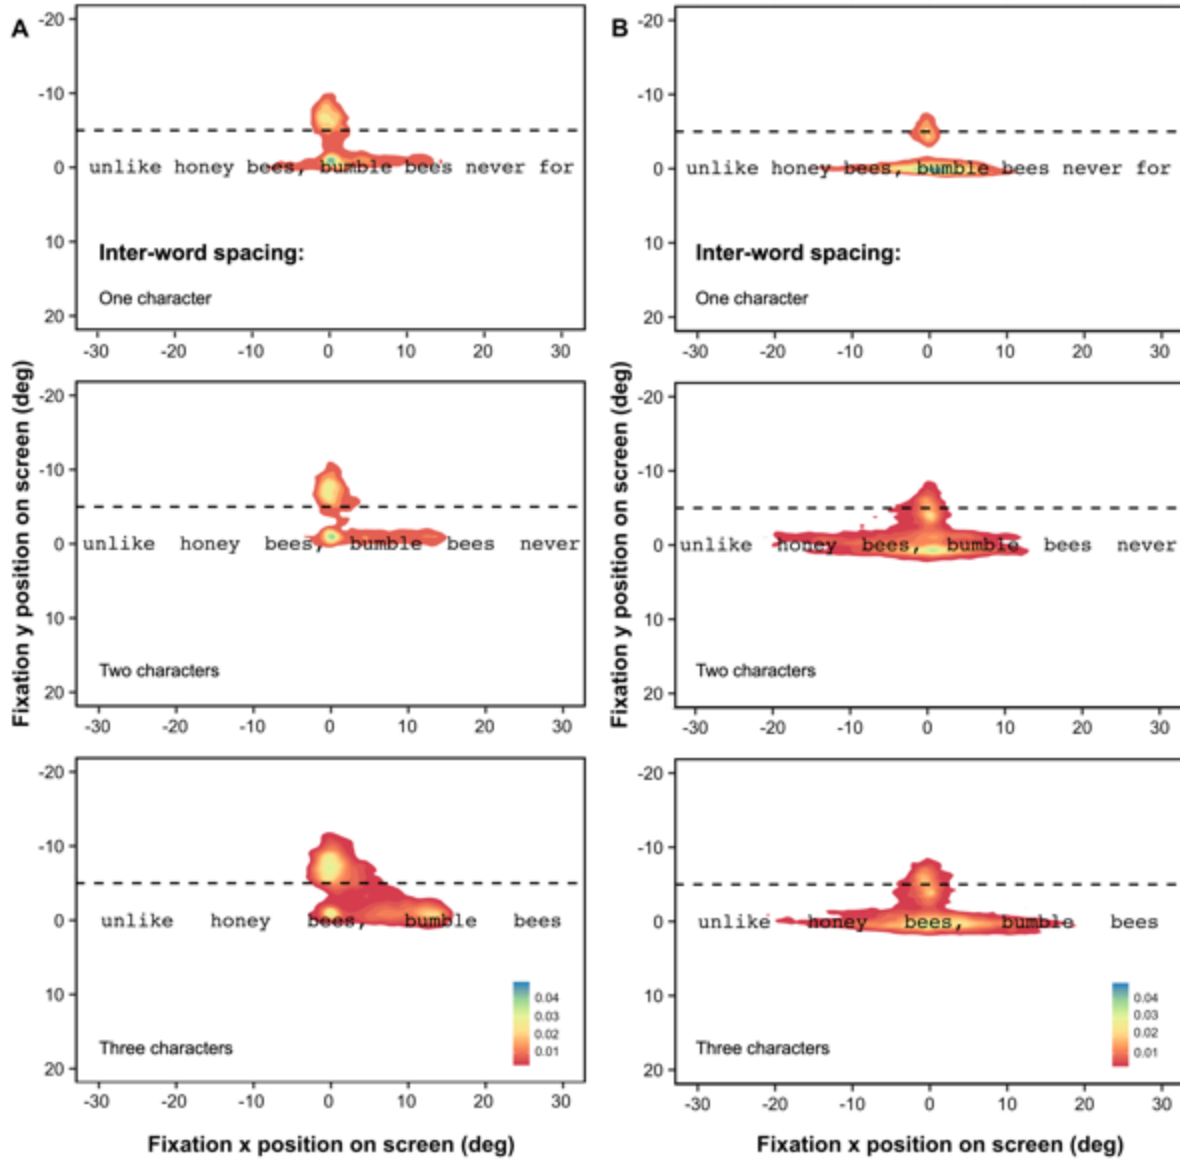 A
-20
-10
0
10
20
unlike honey bees, bumble bees never for
Inter-word spacing:
One character
-30 -20 -10 0 10 20 30
B
-20
-10
0
10
20
unlike honey bees, bumble bees never for
Inter-word spacing:
One character
-30 -20 -10 0 10 20 30
Fixation y position on screen (deg)
-20
-10
0
10
20
unlike honey bees, bumble bees never
Two characters
-30 -20 -10 0 10 20 30
Fixation y position on screen (deg)
-20
-10
0
10
20
unlike honey bees, bumble bees never
Two characters
-30 -20 -10 0 10 20 30
-20
-10
0
10
20
unlike honey bees, bumble bees
0.04
0.03
0.02
0.01
Three characters
-30 -20 -10 0 10 20 30
Fixation x position on screen (deg)
-20
-10
0
10
20
unlike honey bees, bumble bees
0.04
0.03
0.02
0.01
Three characters
-30 -20 -10 0 10 20 30
Fixation x position on screen (deg)